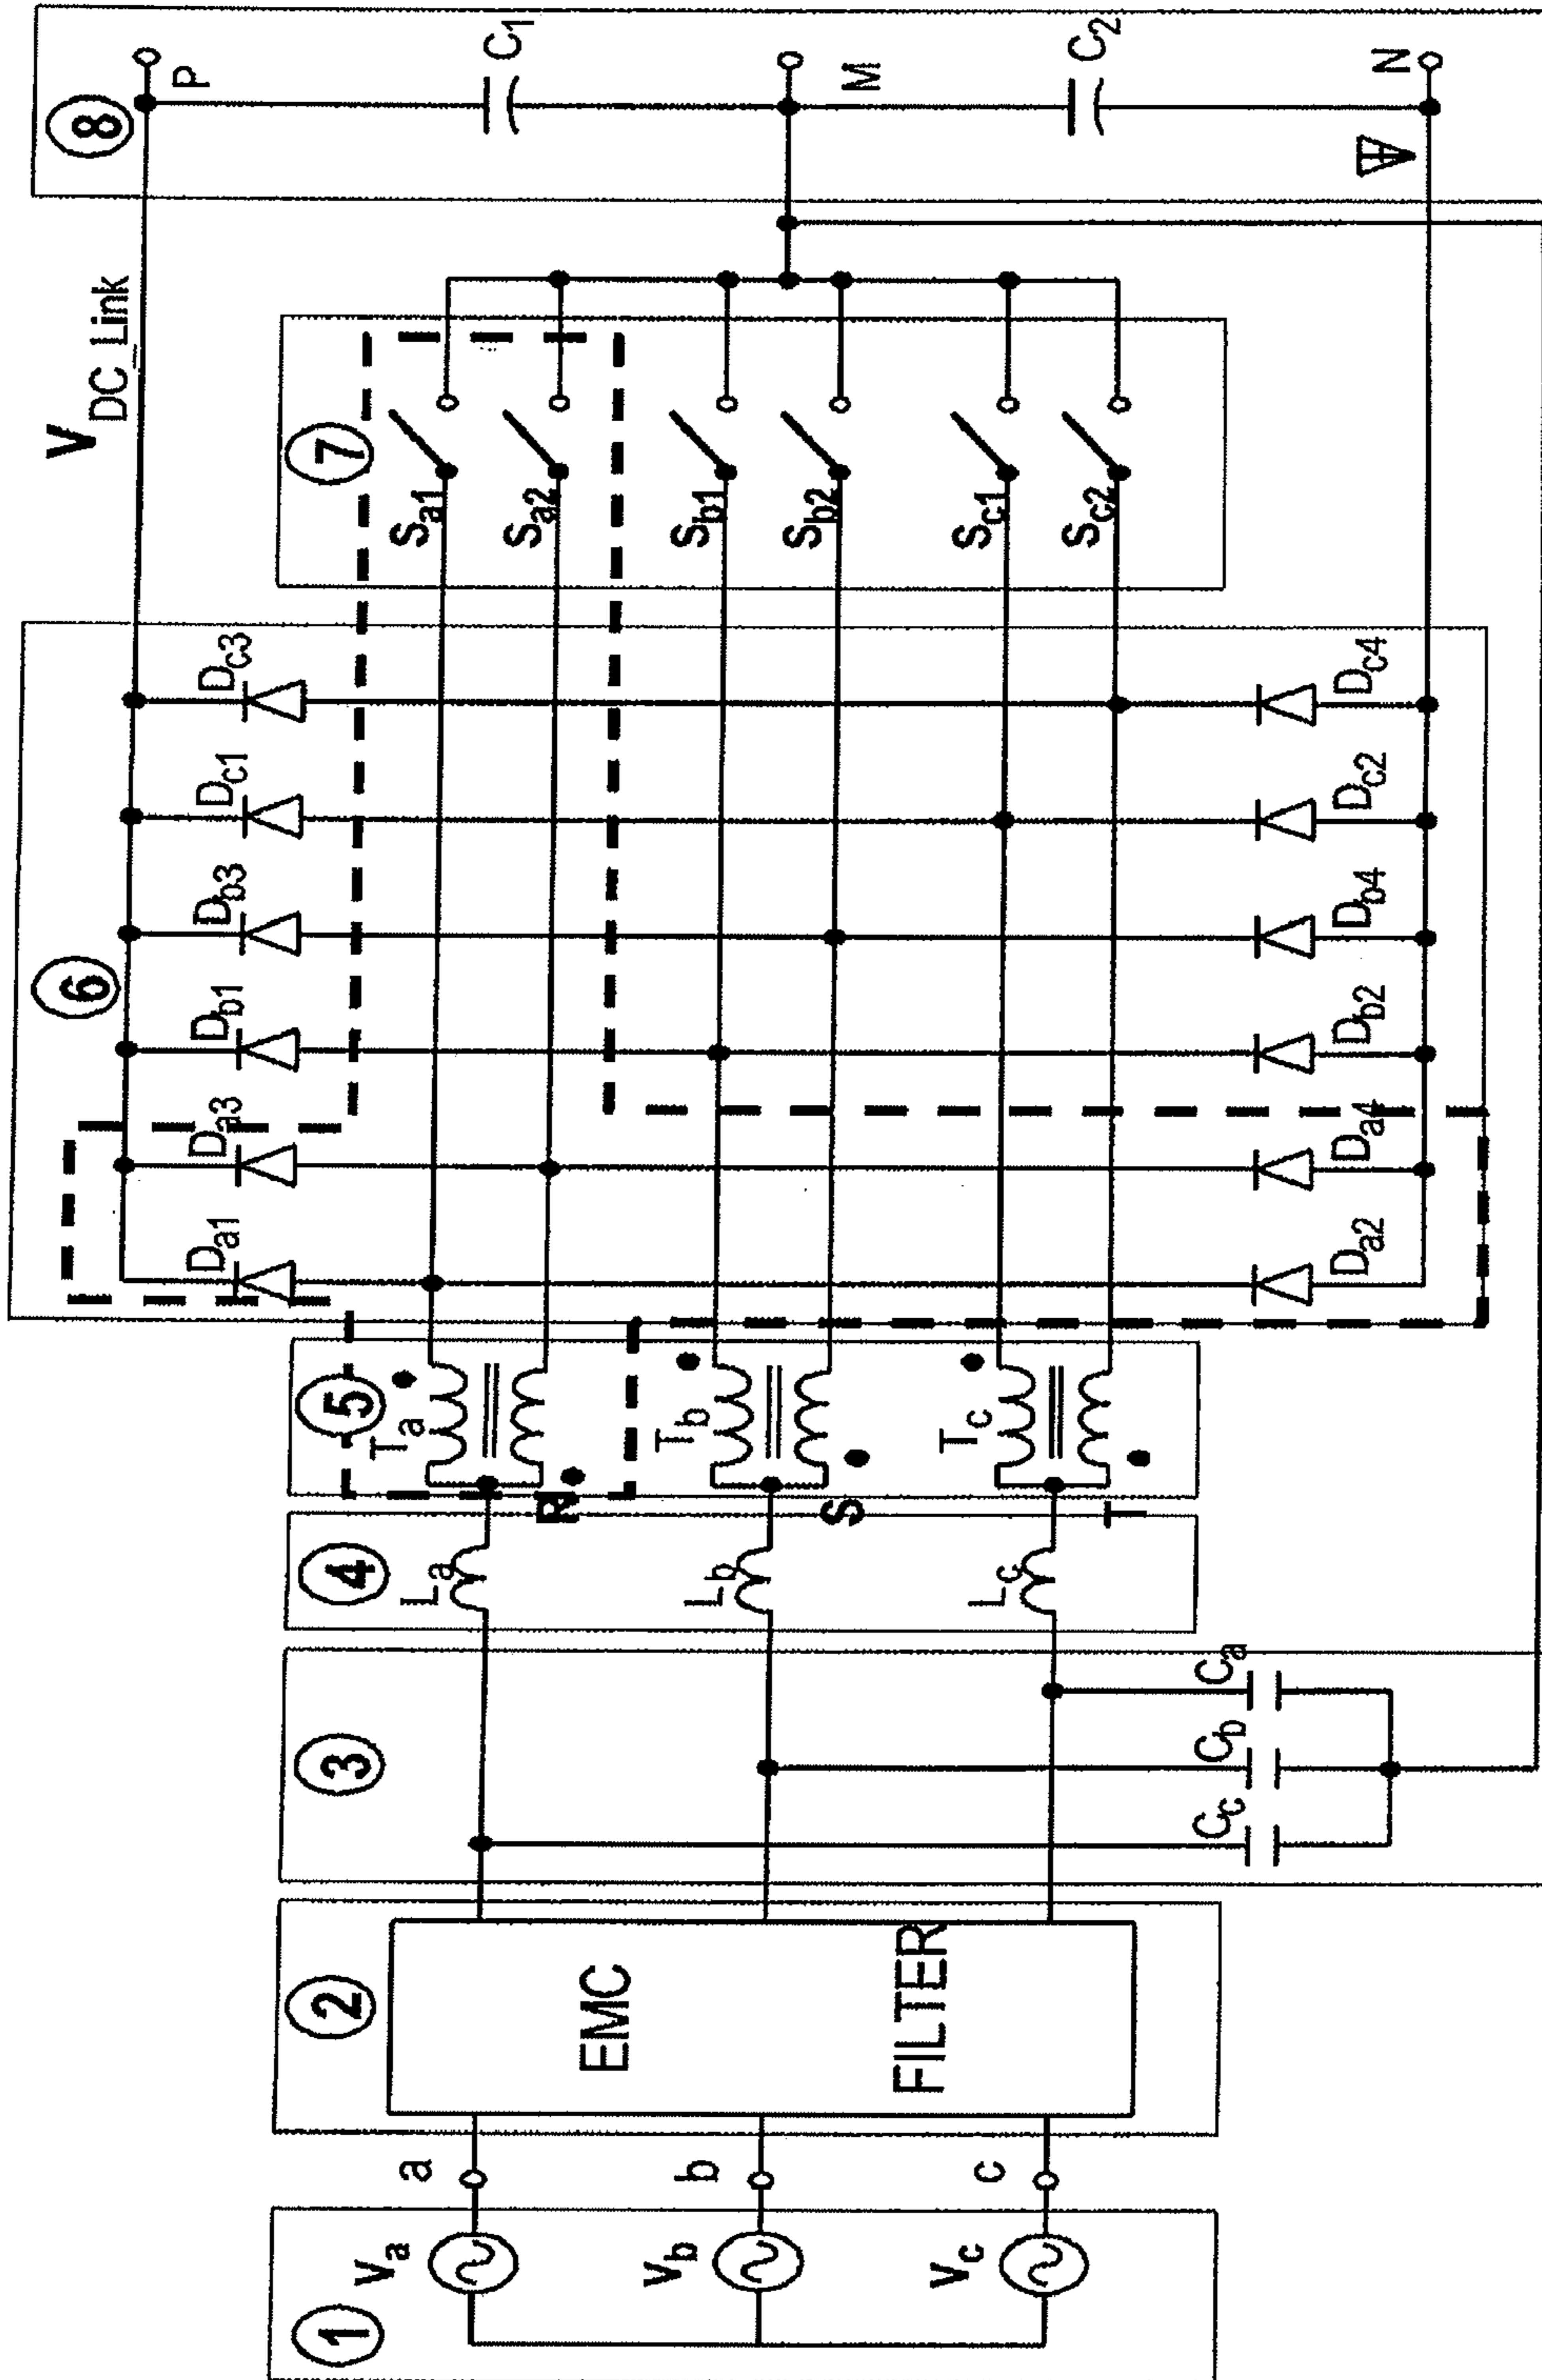 1
Va
Vb
Vc
a
b
c
2
EMC
FILTER
3
Cc
Cb
Ca
4
La
Lb
Lc
R
S
T
5
Ta
Tb
Tc
6
Da1
Da3
Db1
Db3
Dc1
Dc3
Da2
Da4
Db2
Db4
Dc2
Dc4
7
Sa1
Sa2
Sb1
Sb2
Sc1
Sc2
VDC_Link
8
P
C1
M
C2
N